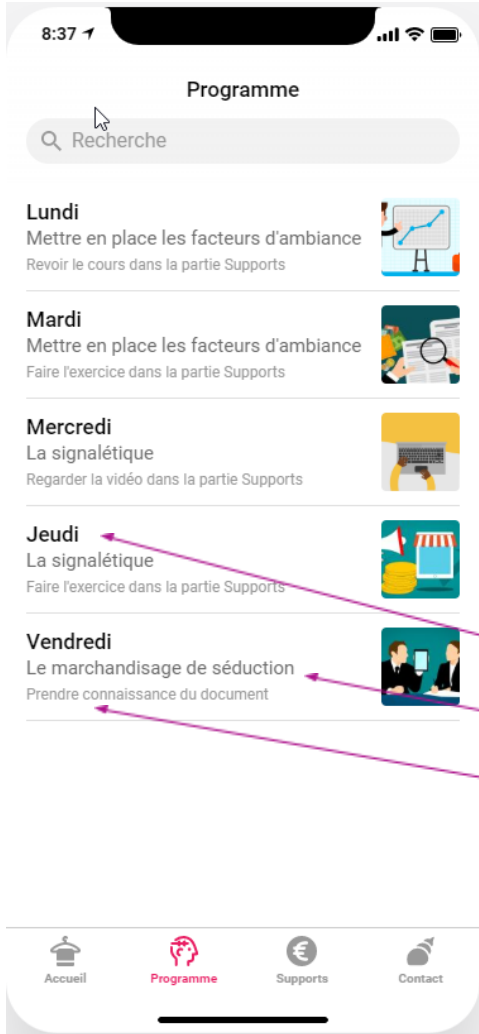 8:37
Programme
Recherche
Lundi
Mettre en place les facteurs d'ambiance
Revoir le cours dans la partie Supports
Mardi
Mettre en place les facteurs d'ambiance
Faire l'exercice dans la partie Supports
Mercredi
La signalétique
Regarder la vidéo dans la partie Supports
Jeudi
La signalétique
Faire l'exercice dans la partie Supports
Vendredi
Le marchandisage de séduction
Prendre connaissance du document
Accueil Programme Supports Contact